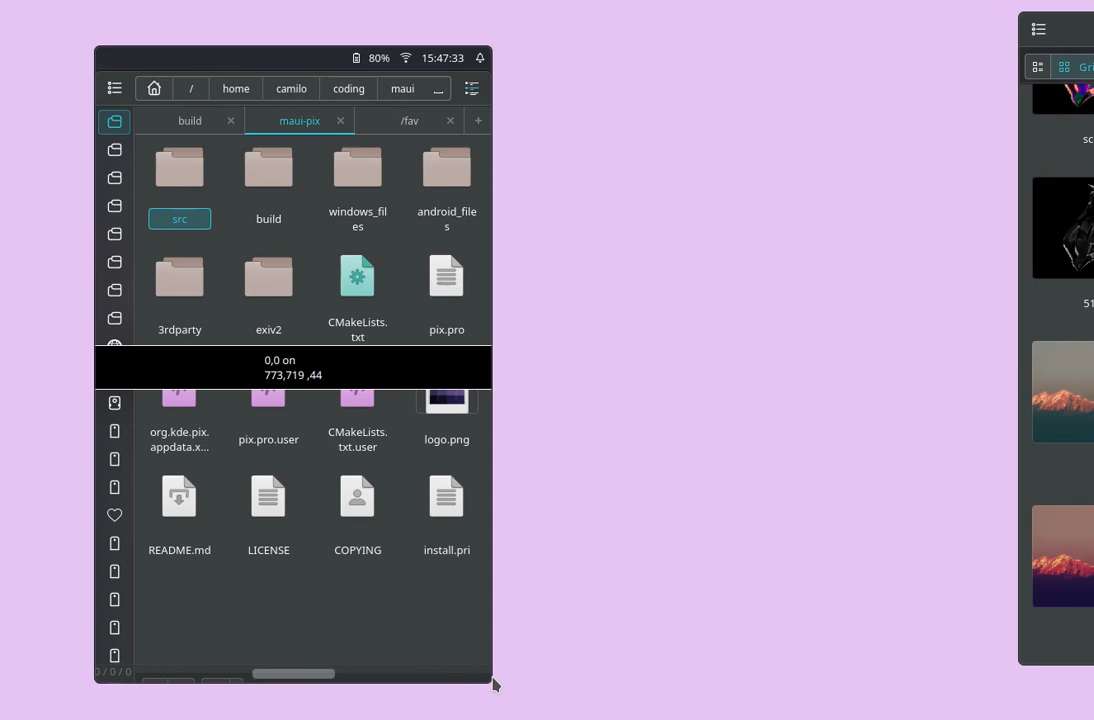 80% 15:47:33
/ home camilo coding maui
build maui-pix /fav +
src build windows_fil
es android_file
s
3rdparty exiv2 CMakeLists.
txt pix.pro
0,0 on
773,719 ,44
org.kde.pix.
appdata.x... pix.pro.user CMakeLists.
txt.user logo.png
README.md LICENSE COPYING install.pri
0 / 0 / 0
Gri
sc
51